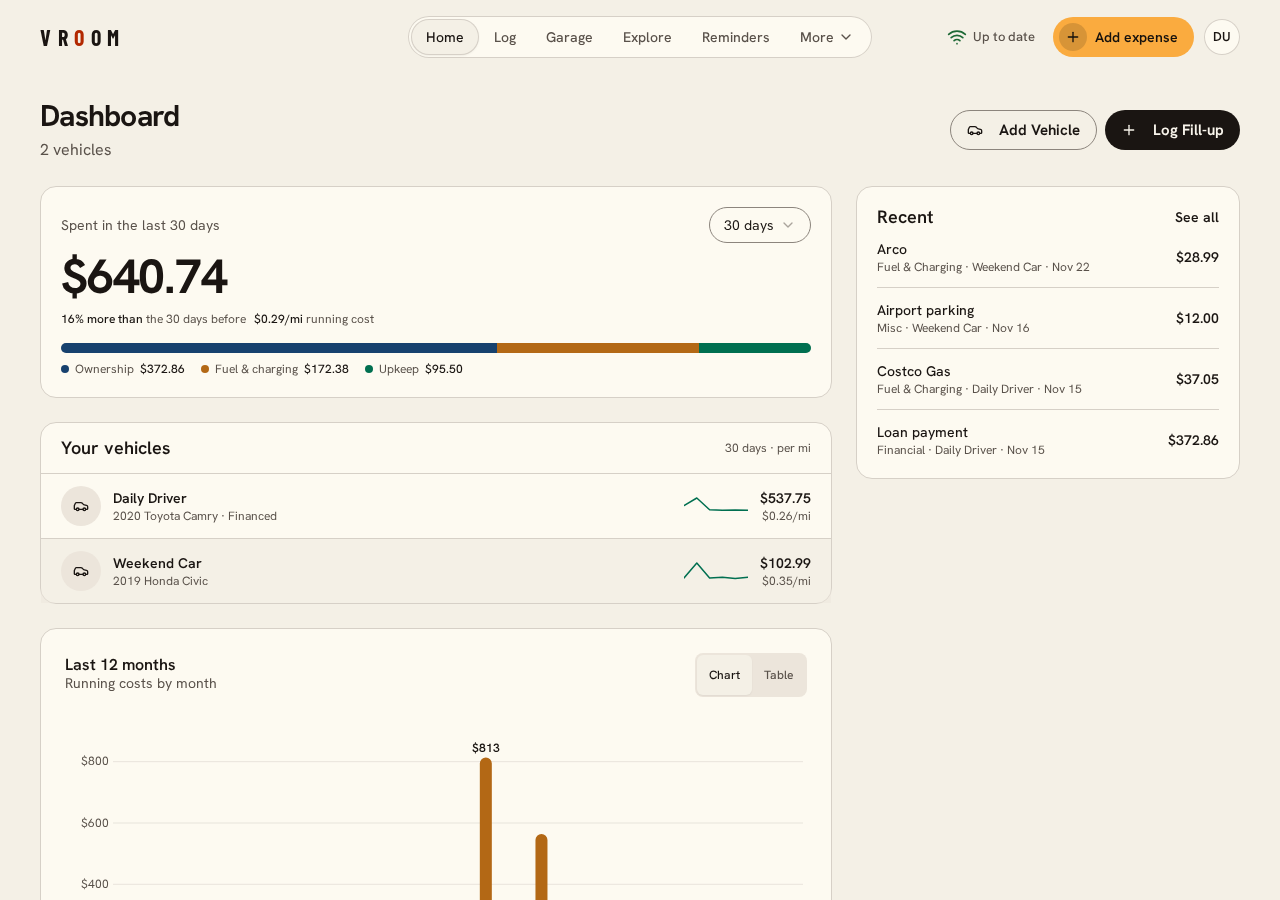 VROOM
Home Log Garage Explore Reminders More
Up to date
Add expense
DU
Dashboard
2 vehicles
Add Vehicle
Log Fill-up
Spent in the last 30 days
30 days
$640.74
16% more than the 30 days before $0.29/mi running cost
Ownership $372.86 Fuel & charging $172.38 Upkeep $95.50
Your vehicles
30 days · per mi
Daily Driver
2020 Toyota Camry · Financed
$537.75
$0.26/mi
Weekend Car
2019 Honda Civic
$102.99
$0.35/mi
Last 12 months
Running costs by month
Chart Table
$813
$800
$600
$400
Recent
See all
Arco
Fuel & Charging · Weekend Car · Nov 22
$28.99
Airport parking
Misc · Weekend Car · Nov 16
$12.00
Costco Gas
Fuel & Charging · Daily Driver · Nov 15
$37.05
Loan payment
Financial · Daily Driver · Nov 15
$372.86